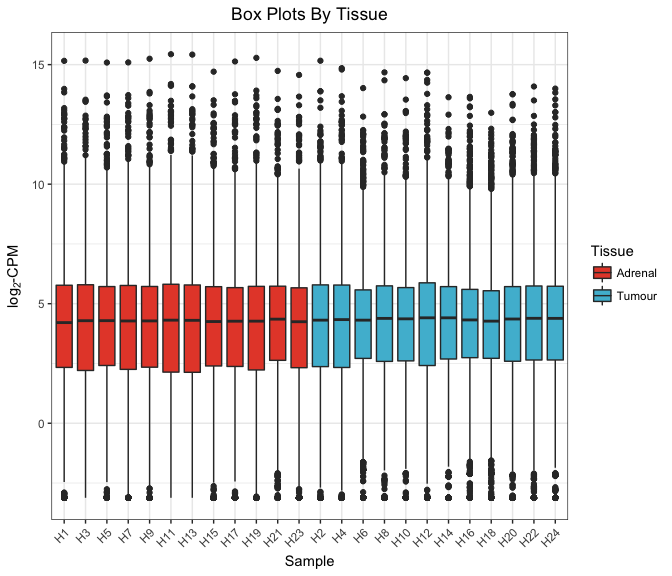 Box Plots By Tissue
15
10
5
0
log2-CPM
H1 H3 H5 H7 H9 H11 H13 H15 H17 H19 H21 H23 H2 H4 H6 H8 H10 H12 H14 H16 H18 H20 H22 H24
Sample
Tissue
Adrenal
Tumour